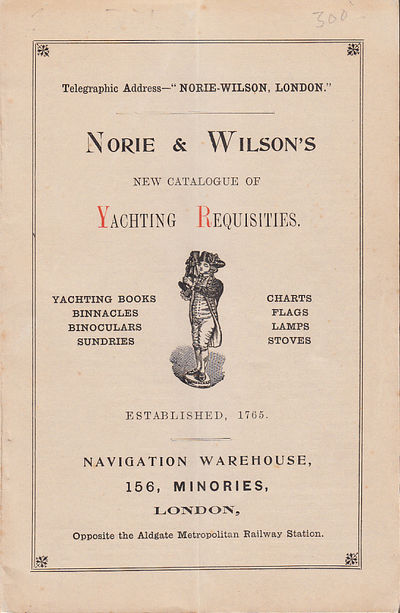 300
Telegraphic Address—"NORIE-WILSON, LONDON."
NORIE & WILSON'S
NEW CATALOGUE OF
YACHTING REQUISITIES.
YACHTING BOOKS
BINNACLES
BINOCULARS
SUNDRIES
CHARTS
FLAGS
LAMPS
STOVES
ESTABLISHED, 1765.
NAVIGATION WAREHOUSE,
156, MINORIES,
LONDON,
Opposite the Aldgate Metropolitan Railway Station.